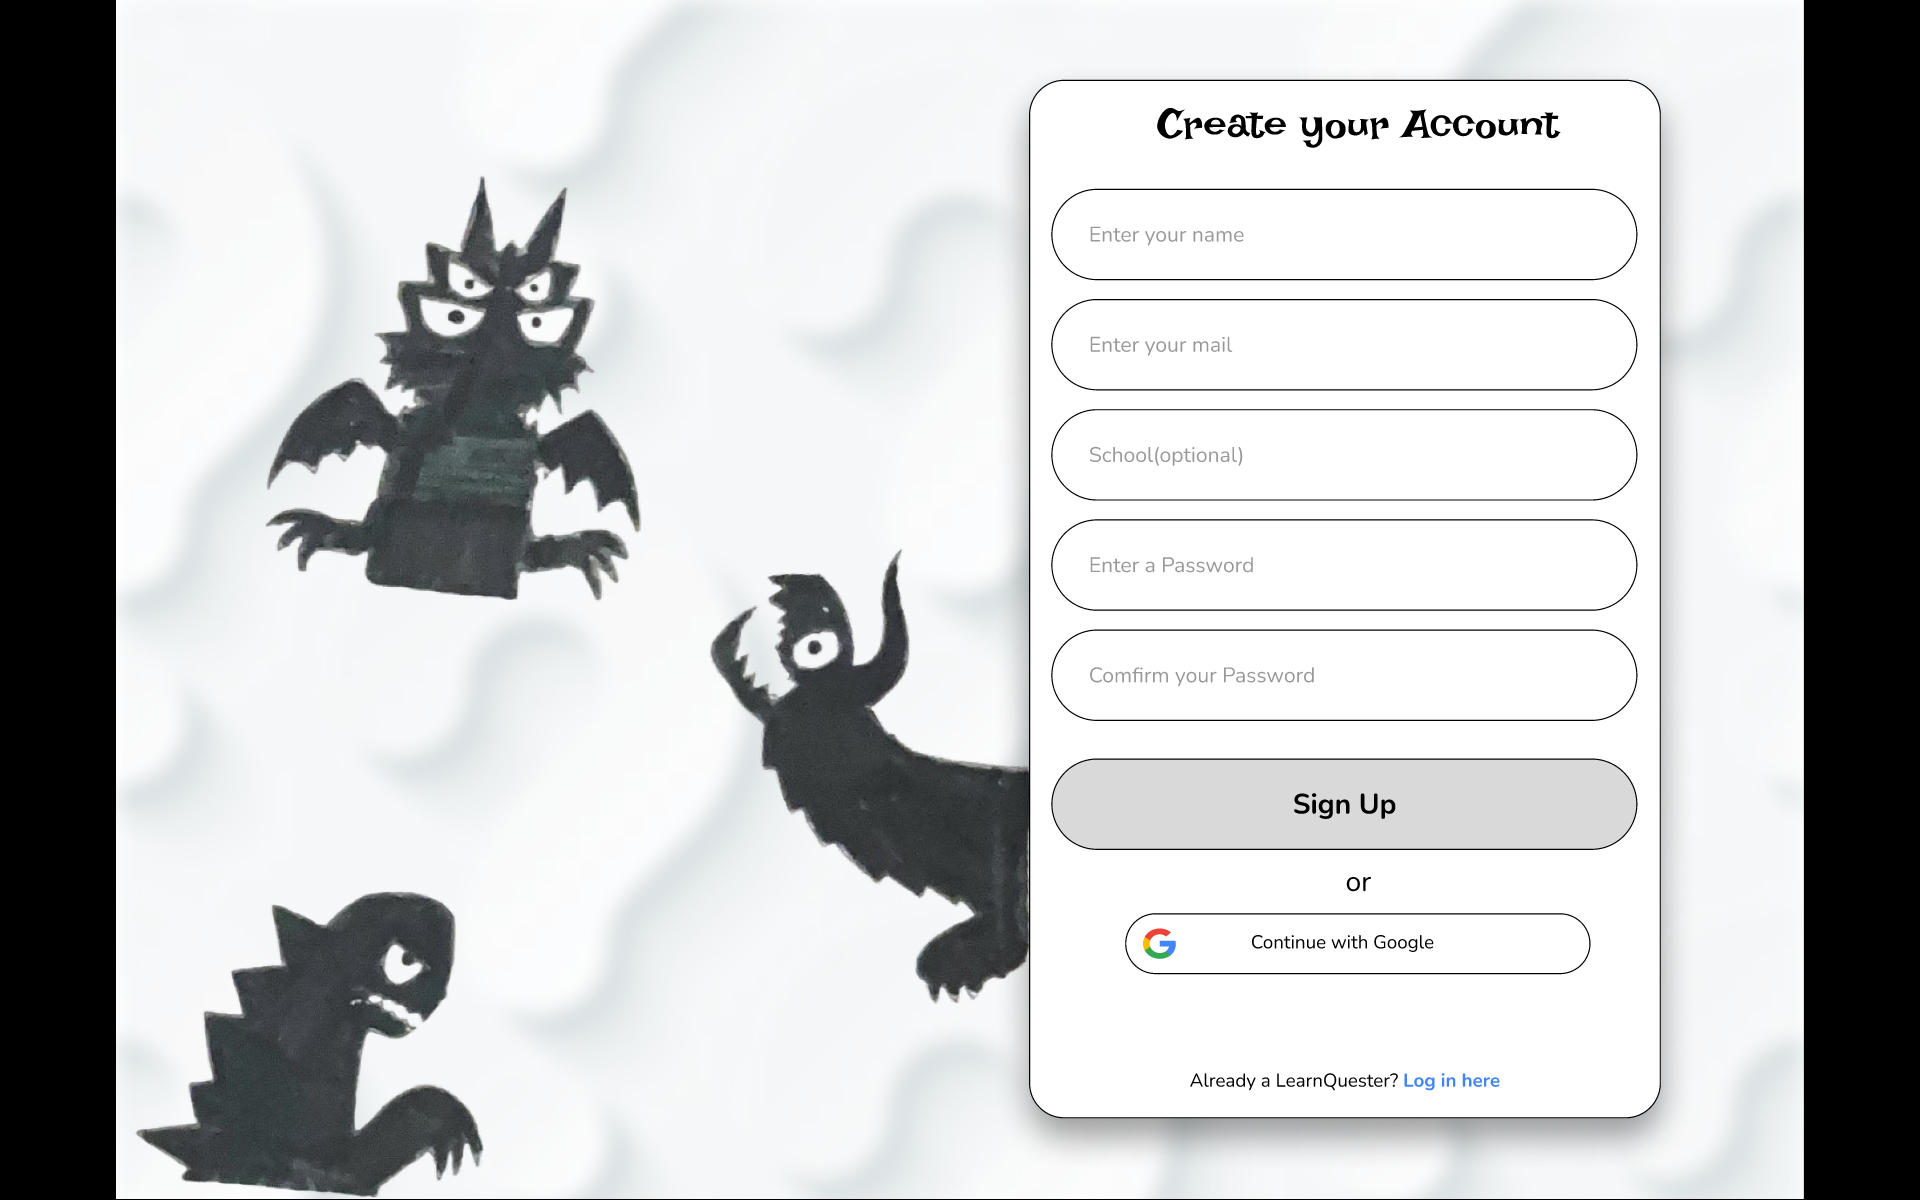 Create your Account
Enter your name
Enter your mail
School(optional)
Enter a Password
Comfirm your Password
Sign Up
or
Continue with Google
Already a LearnQuester? Log in here